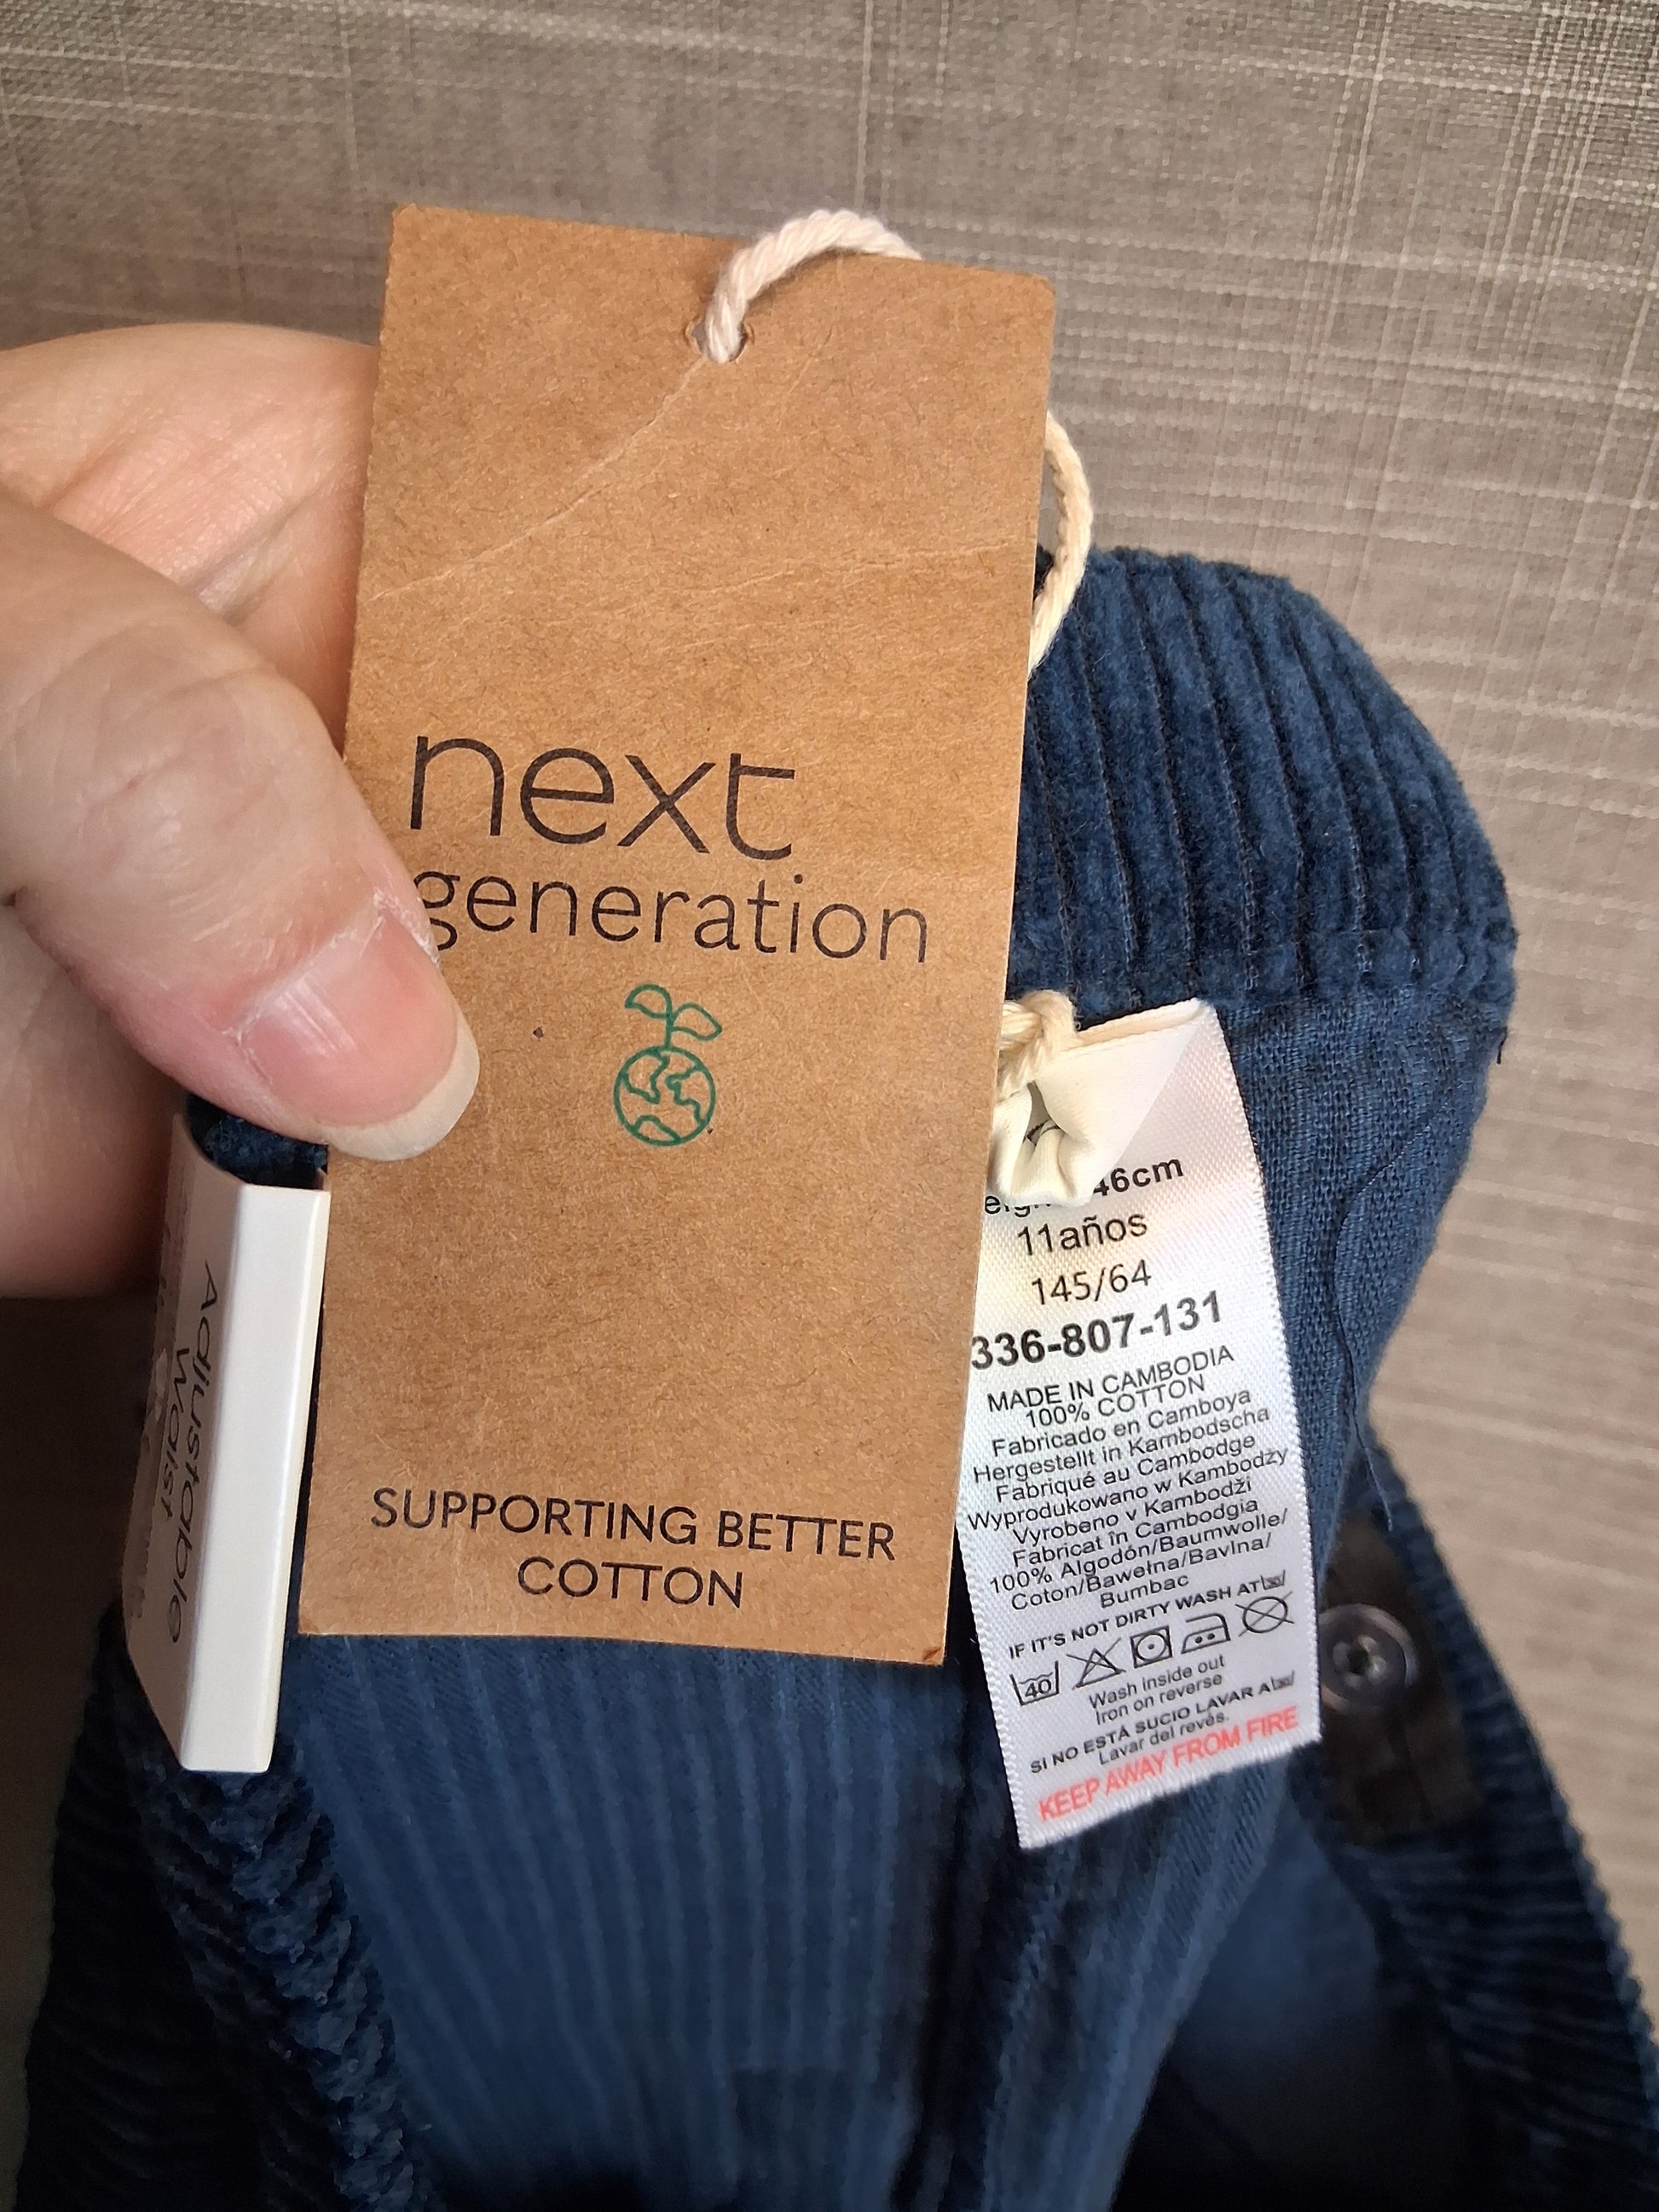 next
generation
SUPPORTING BETTER
COTTON
Adjustable
Waist
46cm
11años
145/64
336-807-131
MADE IN CAMBODIA
100% COTTON
Fabricado en Camboya
Hergestellt in Kambodscha
Fabriqué au Cambodge
Wyprodukowano w Kambodży
Vyrobeno v Kambodži
Fabricat în Cambodgia
100% Algodón/Baumwolle/
Coton/Bawełna/Bavlna/
Bumbac
IF IT'S NOT DIRTY WASH AT 30
40
Wash inside out
Iron on reverse
SI NO ESTÁ SUCIO LAVAR A 30
Lavar del revés.
KEEP AWAY FROM FIRE